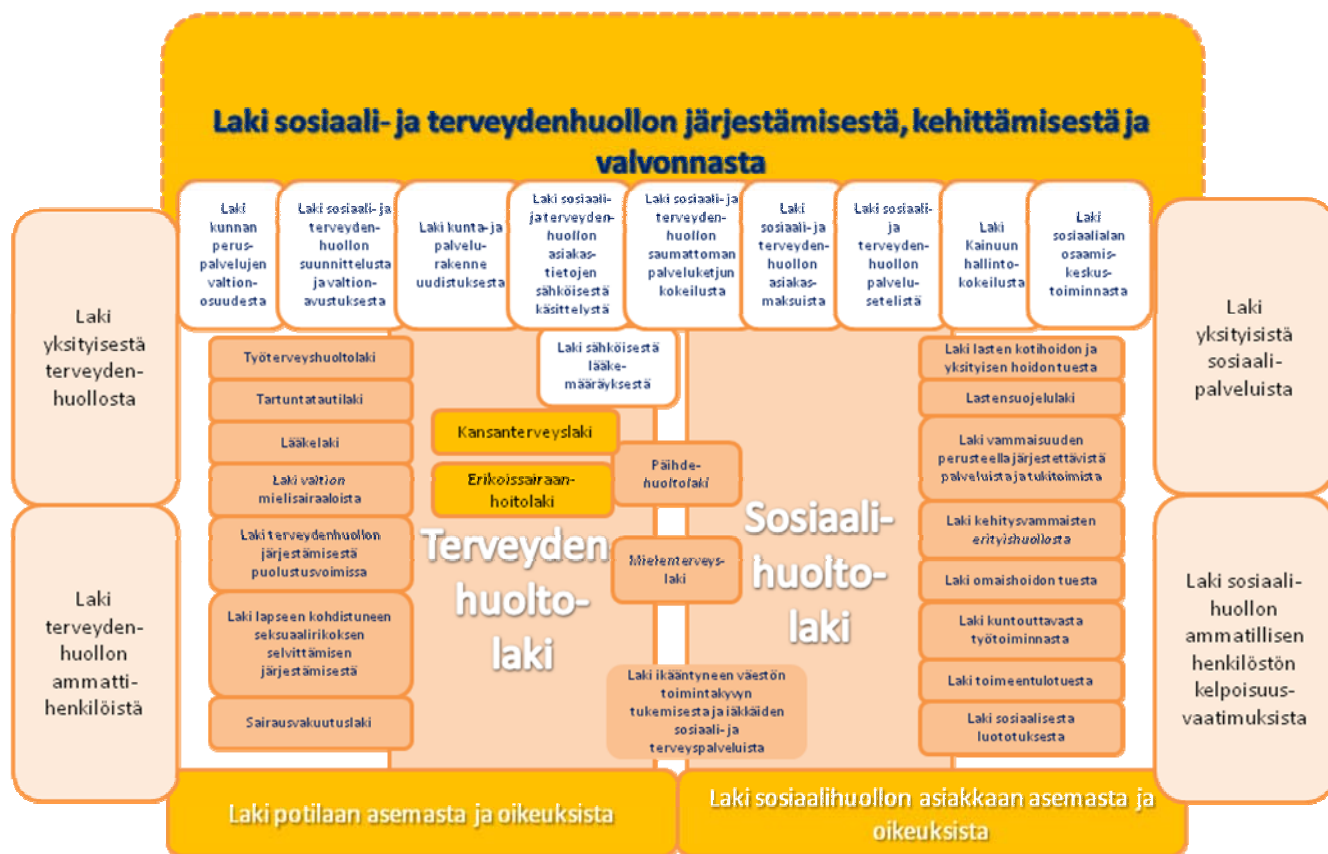 Laki sosiaali- ja terveydenhuollon järjestämisestä, kehittämisestä ja
valvonnasta
Laki
kunnan
perus-
palvelujen
valtion-
osuudesta
Laki sosiaali- ja
terveyden-
huollon
suunnittelusta
ja valtion-
avustuksesta
Laki kunta- ja
palvelu-
rakenne
uudistuksesta
Laki sosiaali-
ja terveyden-
huollon
asiakas-
tietojen
sähköisestä
käsittelystä
Laki sosiaali- ja
terveyden-
huollon
saumattoman
palveluketjun
kokeilusta
Laki
sosiaali- ja
terveyden-
huollon
asiakas-
maksuista
Laki sosiaali-
ja
terveyden-
huollon
palvelu-
setelistä
Laki
Kainuun
hallinto-
kokeilusta
Laki
sosiaalialan
osaamis-
keskus-
toiminnasta
Laki
yksityisestä
terveyden-
huollosta
Laki
terveyden-
huollon
ammatti-
henkilöistä
Työterveyshuoltolaki
Tartuntatautilaki
Lääkelaki
Laki valtion
mielisairaaloista
Laki terveydenhuollon
järjestämisestä
puolustusvoimissa
Laki lapseen kohdistuneen
seksuaalirikoksen
selvittämisen
järjestämisestä
Sairausvakuutuslaki
Laki sähköisestä
lääke-
määräyksestä
Kansanterveyslaki
Erikoissairaan-
hoitolaki
Terveyden
huolto-
laki
Päihde-
huoltolaki
Mielenterveys-
laki
Laki ikääntyneen väestön
toimintakyvyn
tukemisesta ja iäkkäiden
sosiaali- ja
terveyspalveluista
Sosiaali-
huolto-
laki
Laki lasten kotihoidon ja
yksityisen hoidon tuesta
Lastensuojelulaki
Laki vammaisuuden
perusteella järjestettävistä
palveluista ja tukitoimista
Laki kehitysvammaisten
erityishuollosta
Laki omaishoidon tuesta
Laki kuntouttavasta
työtoiminnasta
Laki toimeentulotuesta
Laki sosiaalisesta
luototuksesta
Laki
yksityisistä
sosiaali-
palveluista
Laki sosiaali-
huollon
ammatillisen
henkilöstön
kelpoisuus-
vaatimuksista
Laki potilaan asemasta ja oikeuksista
Laki sosiaalihuollon asiakkaan asemasta ja
oikeuksista